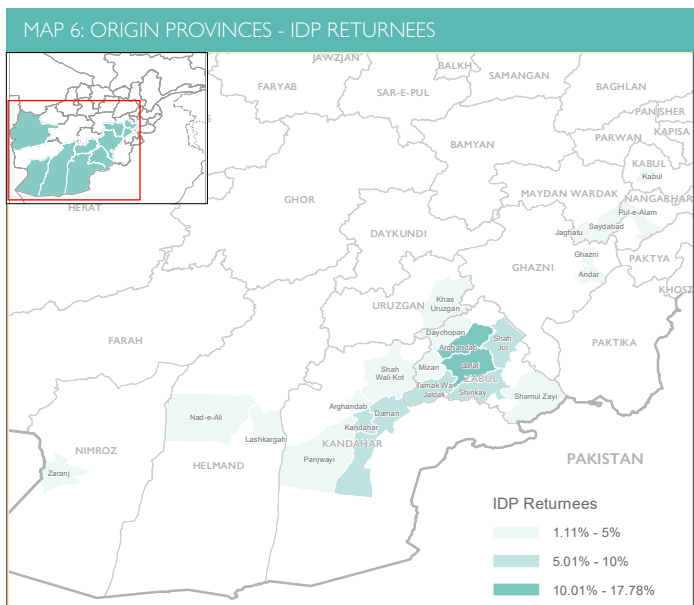 MAP 6: ORIGIN PROVINCES - IDP RETURNEES
JAWZJAN
BALKH
SAMANGAN
FARYAB
SAR-E-PUL
BAGHLAN
PANJSHER
KAPISA
PARWAN
BAMYAN
KABUL
Kabul
MAYDAN WARDAK
NANGARHAR
HERAT
GHOR
Pul-e-Alam
Saydabad
Jaghatu
DAYKUNDI
Ghazni
PAKTYA
GHAZNI
Andar
KHOST
Khas
Uruzgan
URUZGAN
Daychopan
FARAH
Arghandab
Shah
Joi
PAKTIKA
Mizan
Qalat
Shah
Wali Kot
ZABUL
Tarnak Wa
Jaldak
Shinkay
Shamul Zayi
Arghandab
Daman
Nad-e-Ali
Kandahar
Lashkargah
KANDAHAR
NIMROZ
Panjwayi
HELMAND
Zaranj
PAKISTAN
IDP Returnees
1.11% - 5%
5.01% - 10%
10.01% - 17.78%